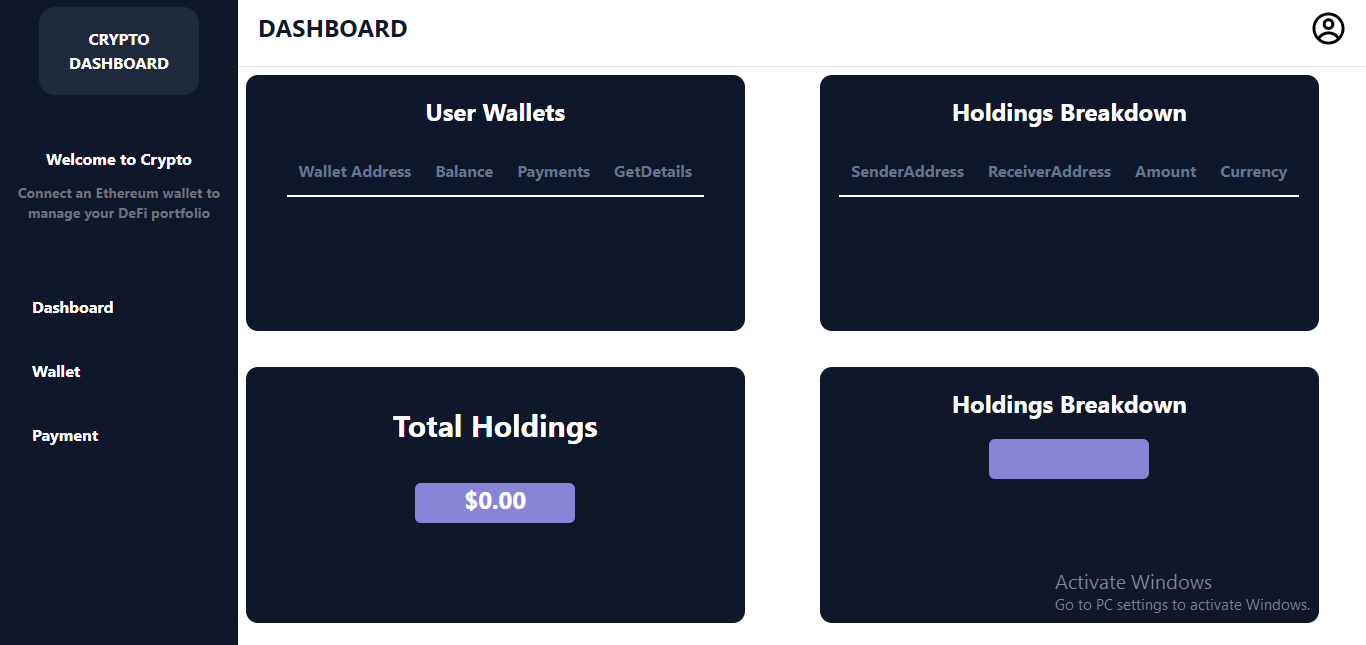 CRYPTO
DASHBOARD
Welcome to Crypto
Connect an Ethereum wallet to
manage your DeFi portfolio
Dashboard
Wallet
Payment
DASHBOARD
User Wallets
Wallet Address Balance Payments GetDetails
Holdings Breakdown
SenderAddress ReceiverAddress Amount Currency
Total Holdings
$0.00
Holdings Breakdown
Activate Windows
Go to PC settings to activate Windows.